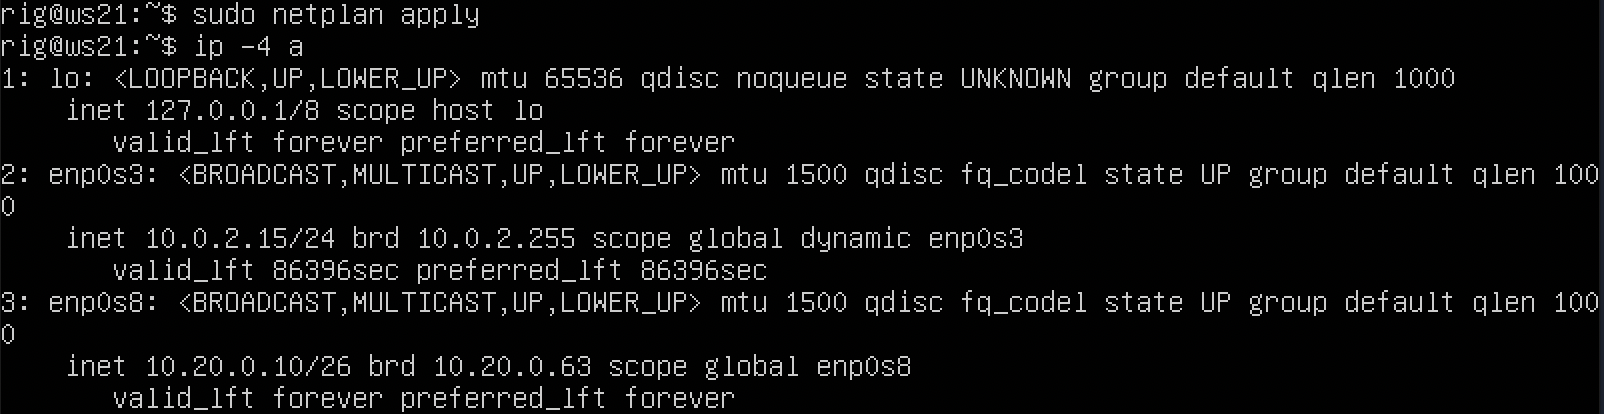 rig@ws21:~$ sudo netplan apply
rig@ws21:~$ ip -4 a
1: lo: <LOOPBACK,UP,LOWER_UP> mtu 65536 qdisc noqueue state UNKNOWN group default qlen 1000
    inet 127.0.0.1/8 scope host lo
       valid_lft forever preferred_lft forever
2: enp0s3: <BROADCAST,MULTICAST,UP,LOWER_UP> mtu 1500 qdisc fq_codel state UP group default qlen 100
0
    inet 10.0.2.15/24 brd 10.0.2.255 scope global dynamic enp0s3
       valid_lft 86396sec preferred_lft 86396sec
3: enp0s8: <BROADCAST,MULTICAST,UP,LOWER_UP> mtu 1500 qdisc fq_codel state UP group default qlen 100
0
    inet 10.20.0.10/26 brd 10.20.0.63 scope global enp0s8
       valid_lft forever preferred_lft forever